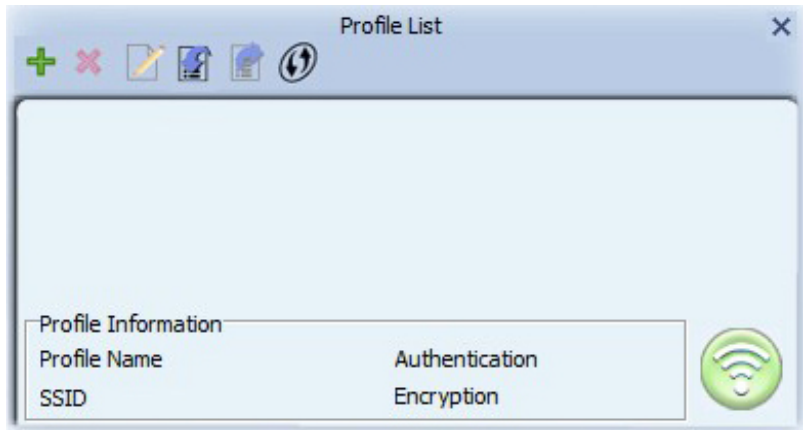 Profile List
Profile Information
Profile Name
Authentication
SSID
Encryption